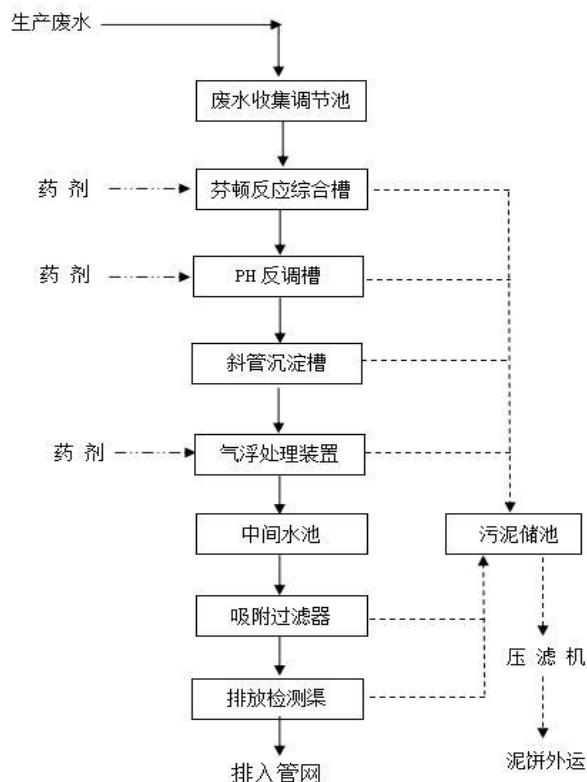 生产废水
废水收集调节池
药 剂
芬顿反应综合槽
药 剂
PH 反调槽
斜管沉淀槽
药 剂
气浮处理装置
中间水池
污泥储池
吸附过滤器
压 滤 机
排放检测渠
排入管网
泥饼外运